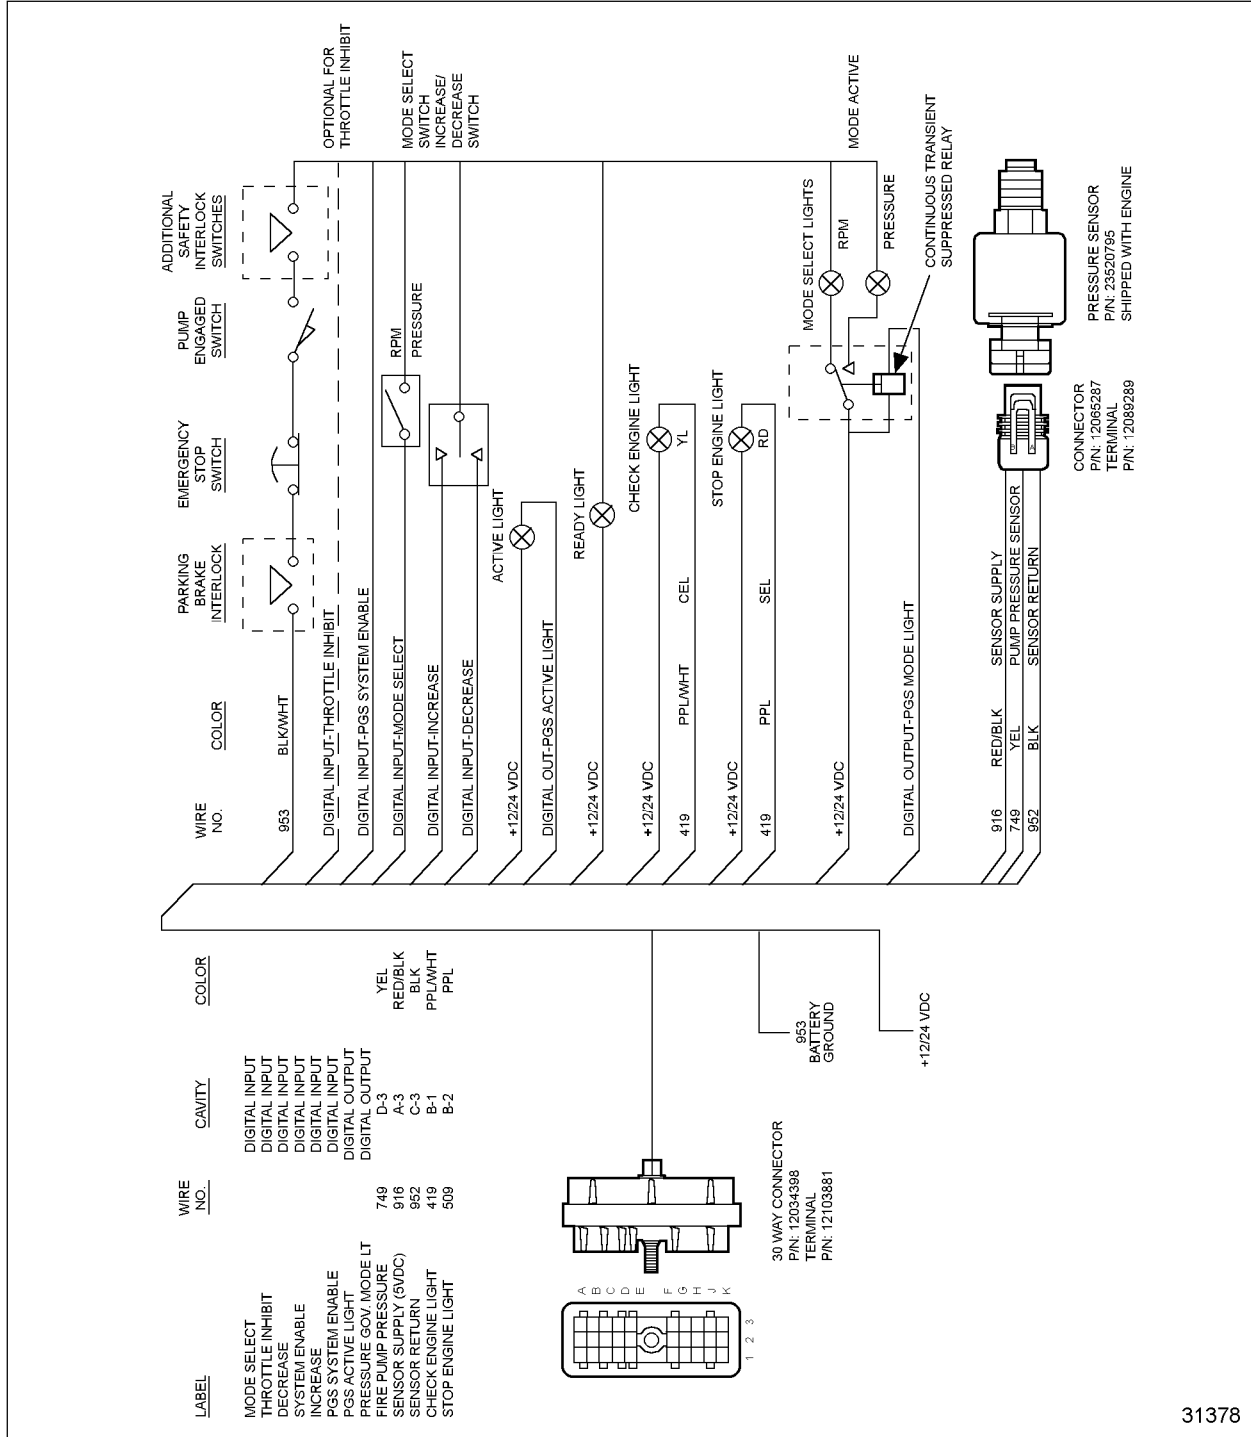 LABEL
WIRE
NO.
CAVITY
COLOR
MODE SELECT DIGITAL INPUT
THROTTLE INHIBIT DIGITAL INPUT
DECREASE DIGITAL INPUT
SYSTEM ENABLE DIGITAL INPUT
INCREASE DIGITAL INPUT
PGS SYSTEM ENABLE DIGITAL INPUT
PGS ACTIVE LIGHT DIGITAL OUTPUT
PRESSURE GOV. MODE LT DIGITAL OUTPUT
FIRE PUMP PRESSURE 749 D-3 YEL
SENSOR SUPPLY (5VDC) 916 A-3 RED/BLK
SENSOR RETURN 952 C-3 BLK
CHECK ENGINE LIGHT 419 B-1 PPL/WHT
STOP ENGINE LIGHT 509 B-2 PPL
A
B
C
D
E
F
G
H
J
K
1 2 3
30 WAY CONNECTOR
P/N: 12034398
TERMINAL
P/N: 12103881
953
BATTERY
GROUND
+12/24 VDC
WIRE
NO.
COLOR
PARKING
BRAKE
INTERLOCK
EMERGENCY
STOP
SWITCH
PUMP
ENGAGED
SWITCH
ADDITIONAL
SAFETY
INTERLOCK
SWITCHES
953 BLK/WHT
DIGITAL INPUT-THROTTLE INHIBIT
OPTIONAL FOR
THROTTLE INHIBIT
DIGITAL INPUT-PGS SYSTEM ENABLE
DIGITAL INPUT-MODE SELECT
RPM
PRESSURE
MODE SELECT
SWITCH
INCREASE/
DECREASE
SWITCH
DIGITAL INPUT-INCREASE
DIGITAL INPUT-DECREASE
ACTIVE LIGHT
+12/24 VDC
DIGITAL OUT-PGS ACTIVE LIGHT
READY LIGHT
+12/24 VDC
CHECK ENGINE LIGHT
+12/24 VDC
YL
419 PPL/WHT CEL
STOP ENGINE LIGHT
+12/24 VDC
RD
419 PPL SEL
MODE SELECT LIGHTS
RPM
MODE ACTIVE
PRESSURE
+12/24 VDC
DIGITAL OUTPUT-PGS MODE LIGHT
CONTINUOUS TRANSIENT
SUPPRESSED RELAY
916 RED/BLK SENSOR SUPPLY
749 YEL PUMP PRESSURE SENSOR
952 BLK SENSOR RETURN
B
A
CONNECTOR
P/N: 12065287
TERMINAL
P/N: 12089289
PRESSURE SENSOR
P/N: 23520795
SHIPPED WITH ENGINE
31378